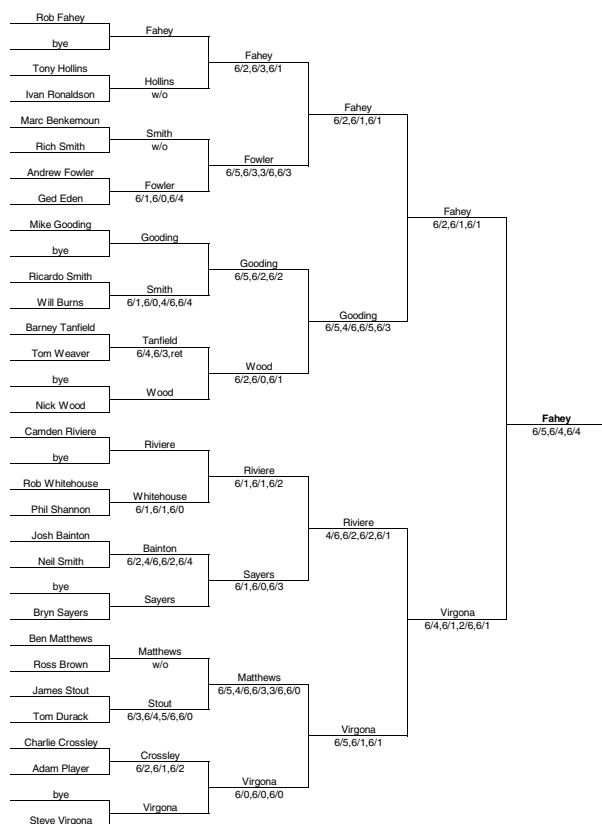 Rob Fahey
bye
Tony Hollins
Ivan Ronaldson
Marc Benkemoun
Rich Smith
Andrew Fowler
Ged Eden
Mike Gooding
bye
Ricardo Smith
Will Burns
Barney Tanfield
Tom Weaver
bye
Nick Wood
Camden Riviere
bye
Rob Whitehouse
Phil Shannon
Josh Bainton
Neil Smith
bye
Bryn Sayers
Ben Matthews
Ross Brown
James Stout
Tom Durack
Charlie Crossley
Adam Player
bye
Steve Virgona
Fahey
Hollins
w/o
Smith
w/o
Fowler
6/1,6/0,6/4
Gooding
Smith
6/1,6/0,4/6,6/4
Tanfield
6/4,6/3,ret
Wood
Riviere
Whitehouse
6/1,6/1,6/0
Bainton
6/2,4/6,6/2,6/4
Sayers
Matthews
w/o
Stout
6/3,6/4,5/6,6/0
Crossley
6/2,6/1,6/2
Virgona
Fahey
6/2,6/3,6/1
Fowler
6/5,6/3,3/6,6/3
Gooding
6/5,6/2,6/2
Wood
6/2,6/0,6/1
Riviere
6/1,6/1,6/2
Sayers
6/1,6/0,6/3
Matthews
6/5,4/6,6/3,3/6,6/0
Virgona
6/0,6/0,6/0
Fahey
6/2,6/1,6/1
Gooding
6/5,4/6,6/5,6/3
Riviere
4/6,6/2,6/2,6/1
Virgona
6/5,6/1,6/1
Fahey
6/2,6/1,6/1
Virgona
6/4,6/1,2/6,6/1
Fahey
6/5,6/4,6/4